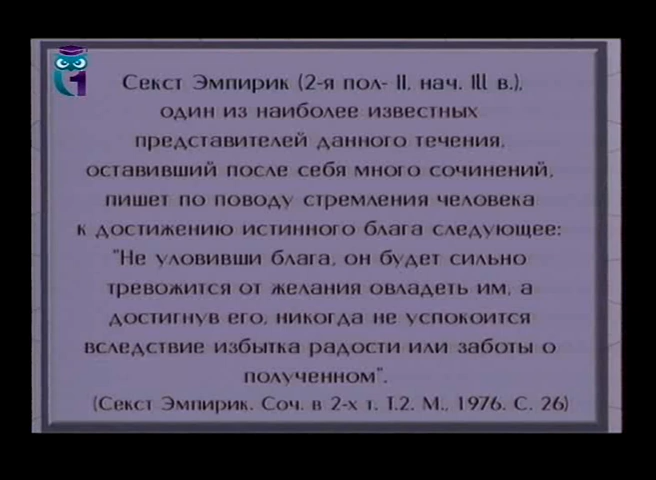 1
Секст Эмпирик (2-я пол- II, нач. III в.),
один из наиболее известных
представителей данного течения,
оставивший после себя много сочинений,
пишет по поводу стремления человека
к достижению истинного блага следующее:
"Не уловивши блага, он будет сильно
тревожится от желания овладеть им, а
достигнув его, никогда не успокоится
вследствие избытка радости или заботы о
полученном".
(Секст Эмпирик. Соч. в 2-х т. Т.2. М., 1976. С. 26)